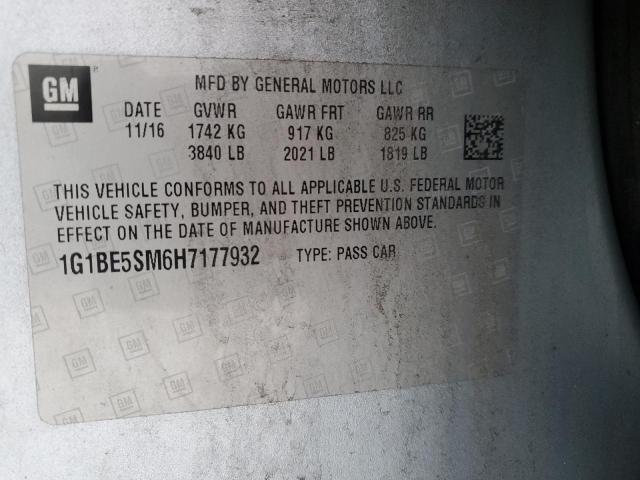 GM
MFD BY GENERAL MOTORS LLC
DATE GVWR GAWR FRT GAWR RR
11/16 1742 KG 917 KG 825 KG
3840 LB 2021 LB 1819 LB
THIS VEHICLE CONFORMS TO ALL APPLICABLE U.S. FEDERAL MOTOR
VEHICLE SAFETY, BUMPER, AND THEFT PREVENTION STANDARDS IN
EFFECT ON THE DATE OF MANUFACTURE SHOWN ABOVE.
1G1BE5SM6H7177932 TYPE: PASS CAR